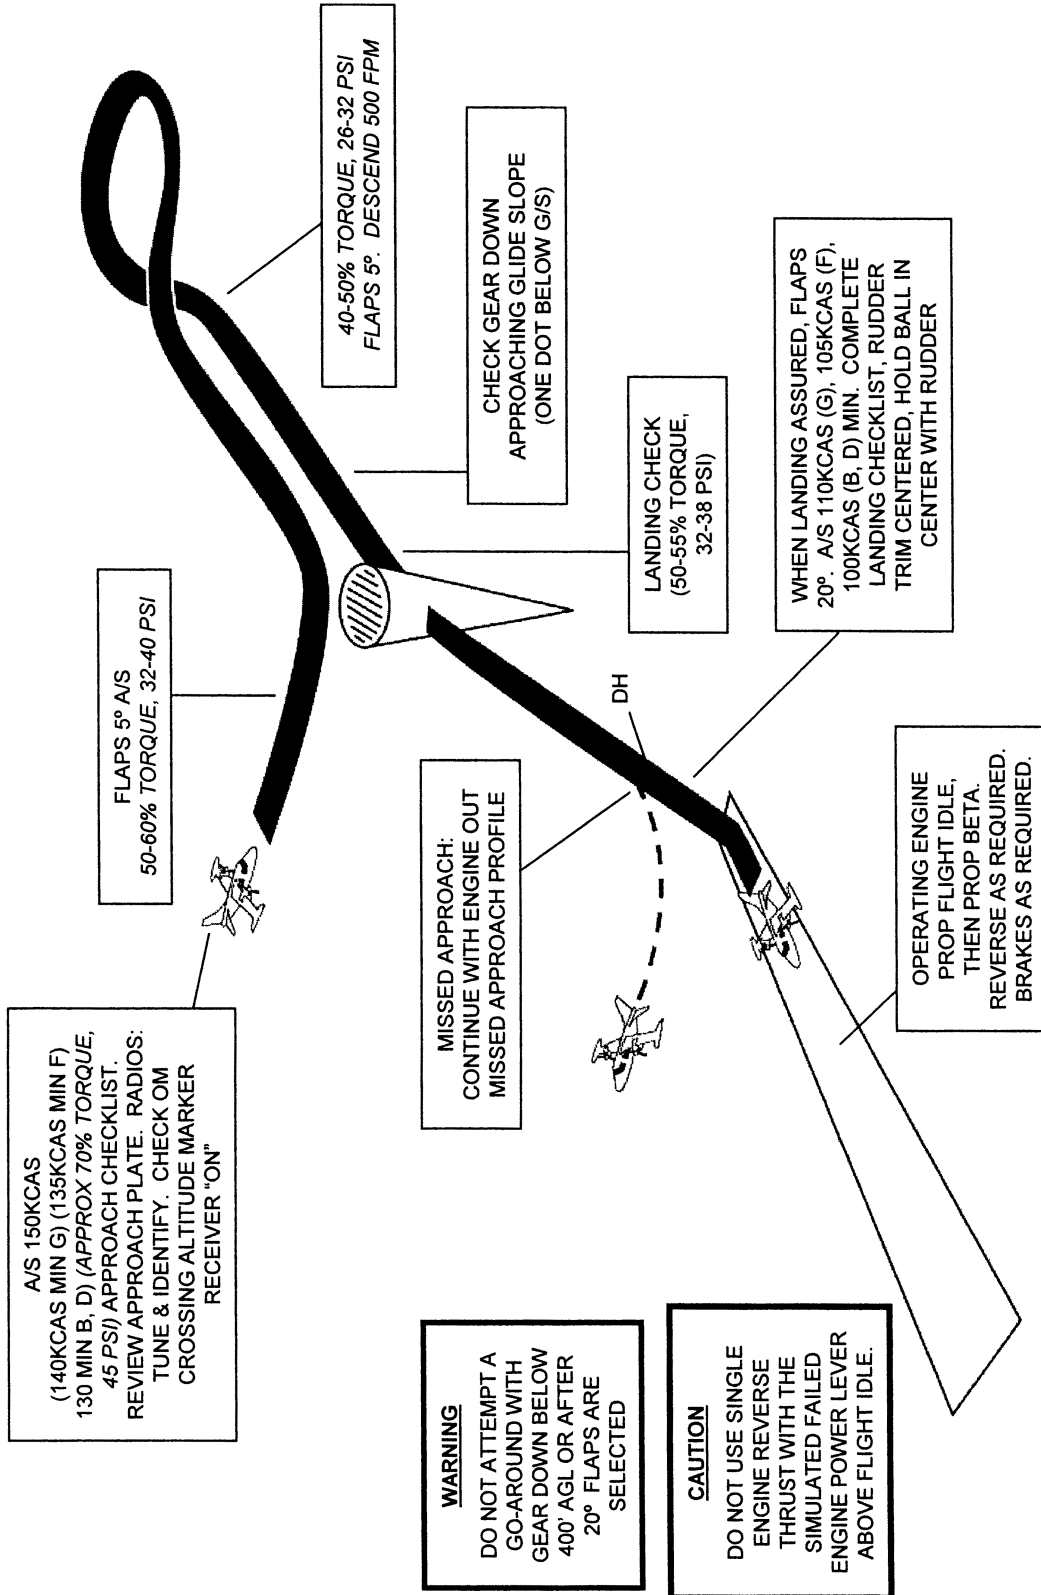 A/S 150KCAS
(140KCAS MIN G) (135KCAS MIN F)
130 MIN B, D) (APPROX 70% TORQUE,
45 PSI) APPROACH CHECKLIST.
REVIEW APPROACH PLATE. RADIOS:
TUNE & IDENTIFY. CHECK OM
CROSSING ALTITUDE MARKER
RECEIVER "ON"
FLAPS 5º A/S
50-60% TORQUE, 32-40 PSI
40-50% TORQUE, 26-32 PSI
FLAPS 5º. DESCEND 500 FPM
CHECK GEAR DOWN
APPROACHING GLIDE SLOPE
(ONE DOT BELOW G/S)
LANDING CHECK
(50-55% TORQUE,
32-38 PSI)
DH
MISSED APPROACH:
CONTINUE WITH ENGINE OUT
MISSED APPROACH PROFILE
WHEN LANDING ASSURED, FLAPS
20º. A/S 110KCAS (G), 105KCAS (F),
100KCAS (B, D) MIN. COMPLETE
LANDING CHECKLIST, RUDDER
TRIM CENTERED, HOLD BALL IN
CENTER WITH RUDDER
OPERATING ENGINE
PROP FLIGHT IDLE,
THEN PROP BETA.
REVERSE AS REQUIRED.
BRAKES AS REQUIRED.
WARNING
DO NOT ATTEMPT A
GO-AROUND WITH
GEAR DOWN BELOW
400' AGL OR AFTER
20º FLAPS ARE
SELECTED
CAUTION
DO NOT USE SINGLE
ENGINE REVERSE
THRUST WITH THE
SIMULATED FAILED
ENGINE POWER LEVER
ABOVE FLIGHT IDLE.